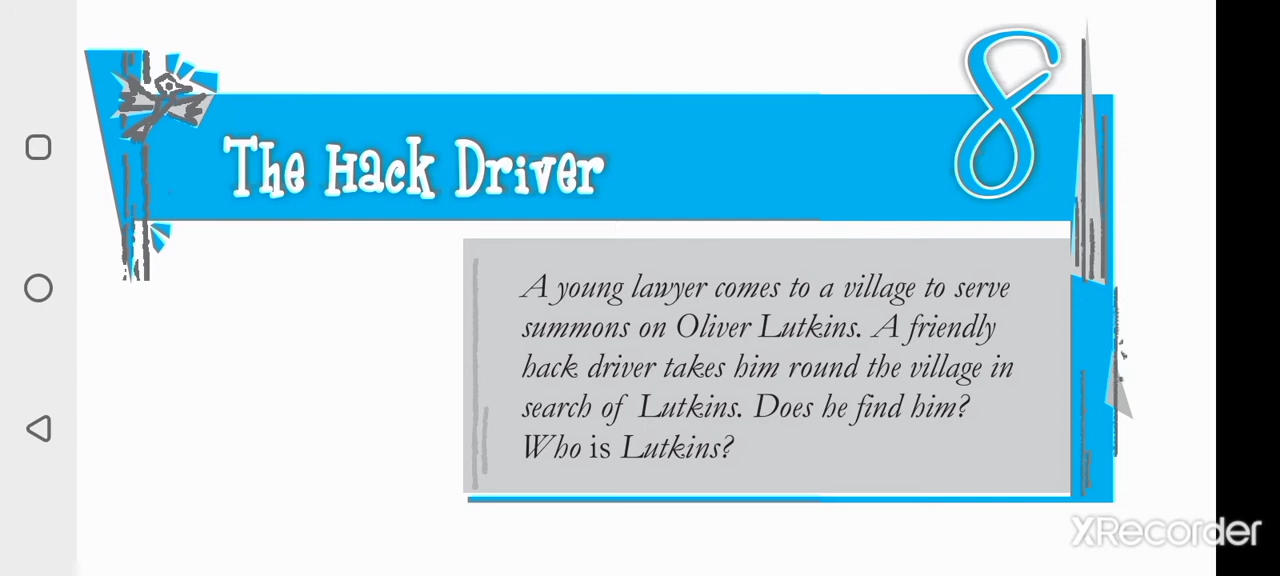 The Hack Driver
8
A young lawyer comes to a village to serve
summons on Oliver Lutkins. A friendly
hack driver takes him round the village in
search of Lutkins. Does he find him?
Who is Lutkins?
XRecorder